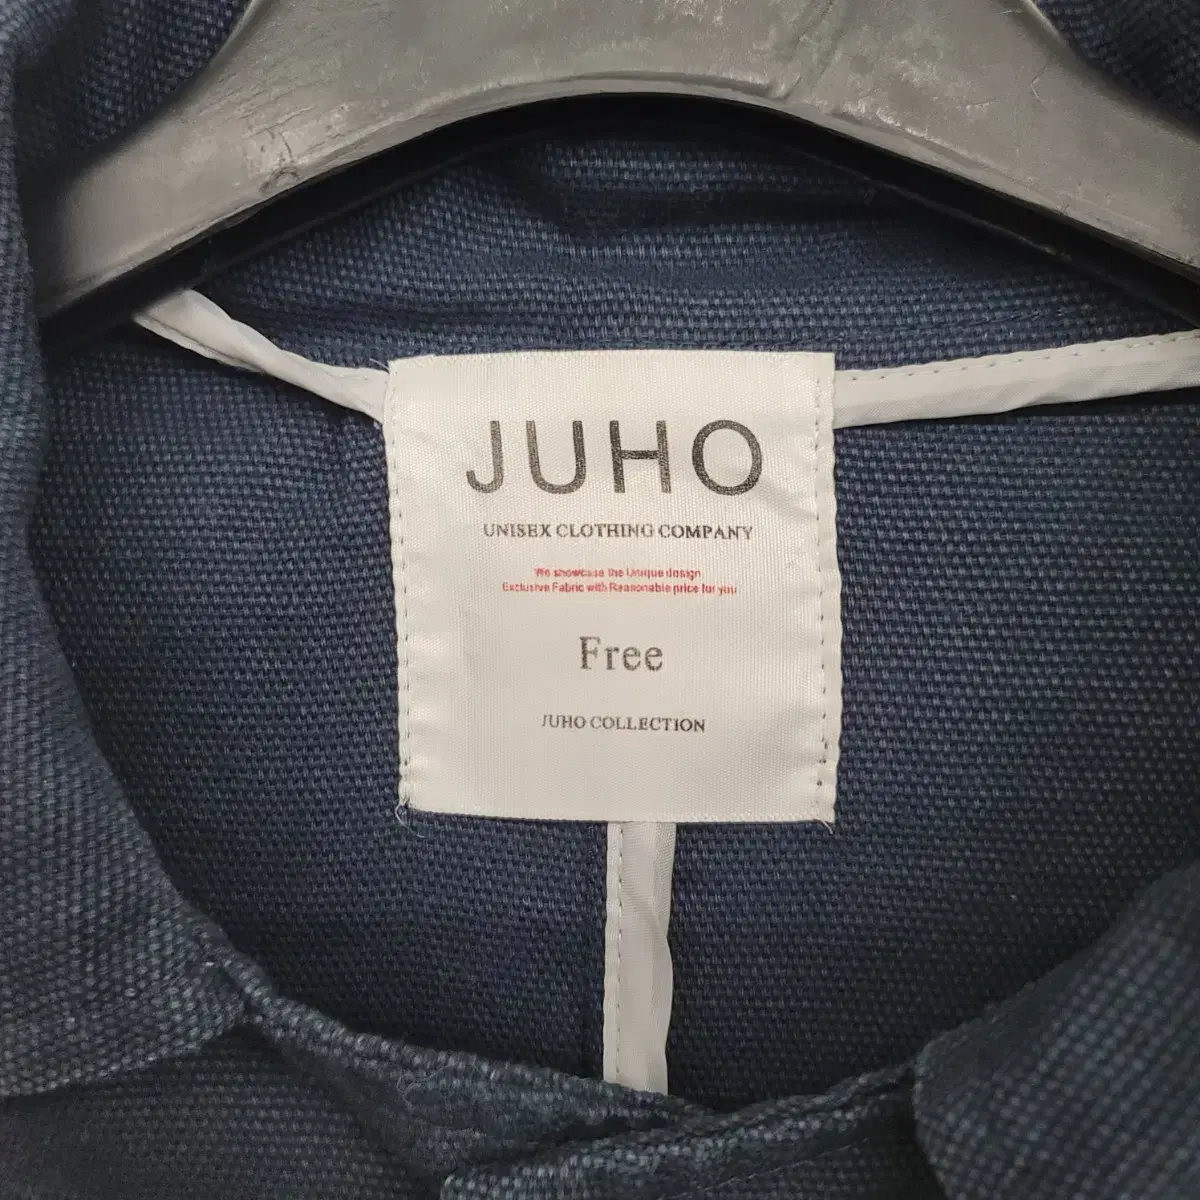 JUHO
UNISEX CLOTHING COMPANY
We showcase the Unique design
Exclusive Fabric with Reasonable price for you
Free
JUHO COLLECTION